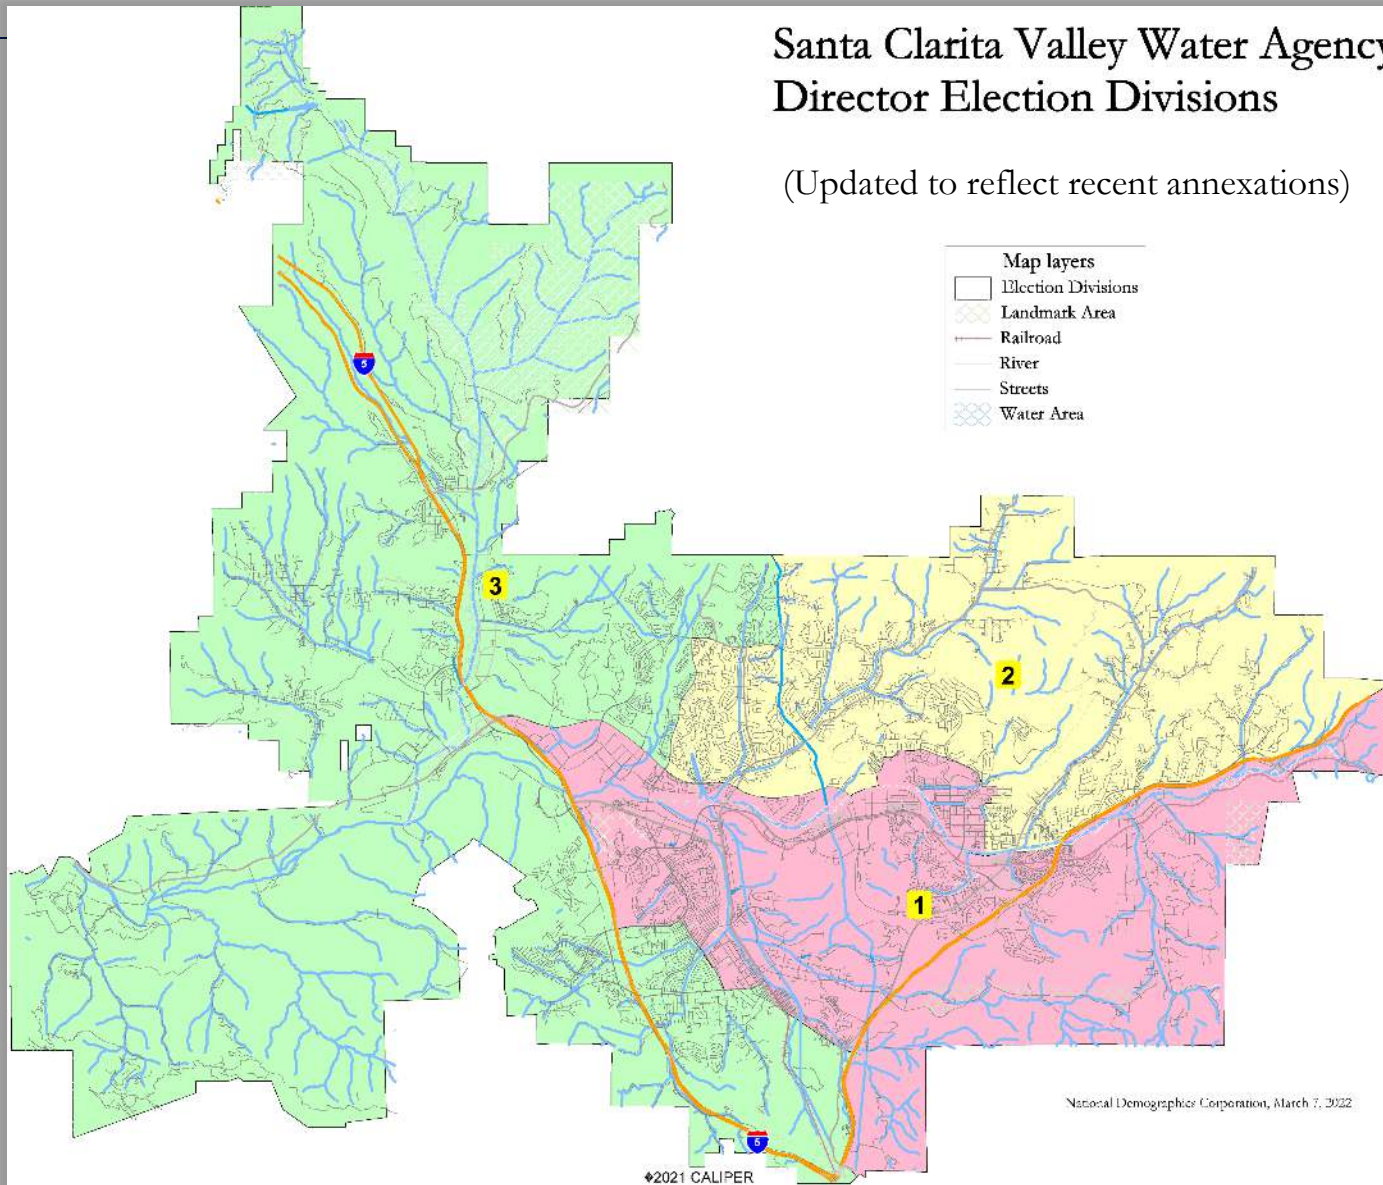 Santa Clarita Valley Water Agency
Director Election Divisions
(Updated to reflect recent annexations)
Map layers
Election Divisions
Landmark Area
Railroad
River
Streets
Water Area
5
3
2
1
National Demographics Corporation, March 7, 2022
5
�2021 CALIPER